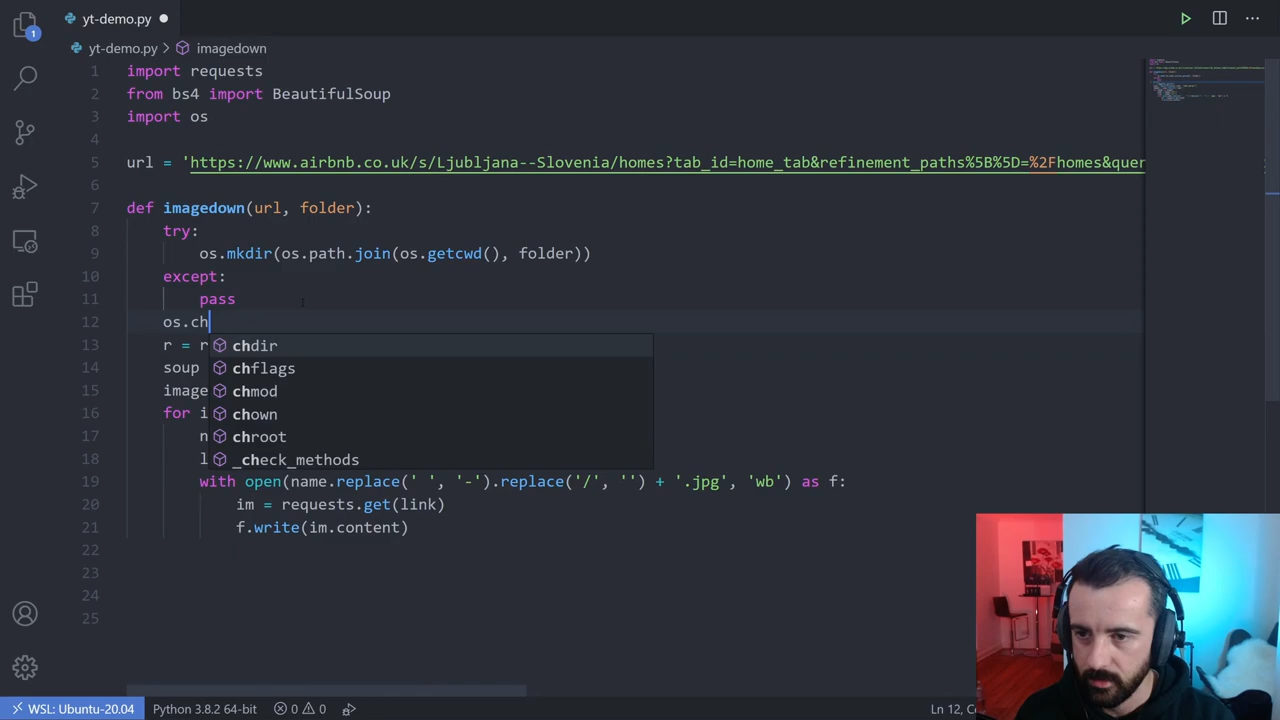 1
yt-demo.py
yt-demo.py > imagedown
1 import requests
2 from bs4 import BeautifulSoup
3 import os
4
5 url = 'https://www.airbnb.co.uk/s/Ljubljana--Slovenia/homes?tab_id=home_tab&refinement_paths%5B%5D=%2Fhomes&quer
6
7 def imagedown(url, folder):
8 try:
9 os.mkdir(os.path.join(os.getcwd(), folder))
10 except:
11 pass
12 os.ch
13 r = r chdir
14 soup chflags
15 image chmod
16 for i chown
17 n chroot
18 l _check_methods
19 with open(name.replace(' ', '-').replace('/', '') + '.jpg', 'wb') as f:
20 im = requests.get(link)
21 f.write(im.content)
22
23
24
25
WSL: Ubuntu-20.04 Python 3.8.2 64-bit 0 0 Ln 12,